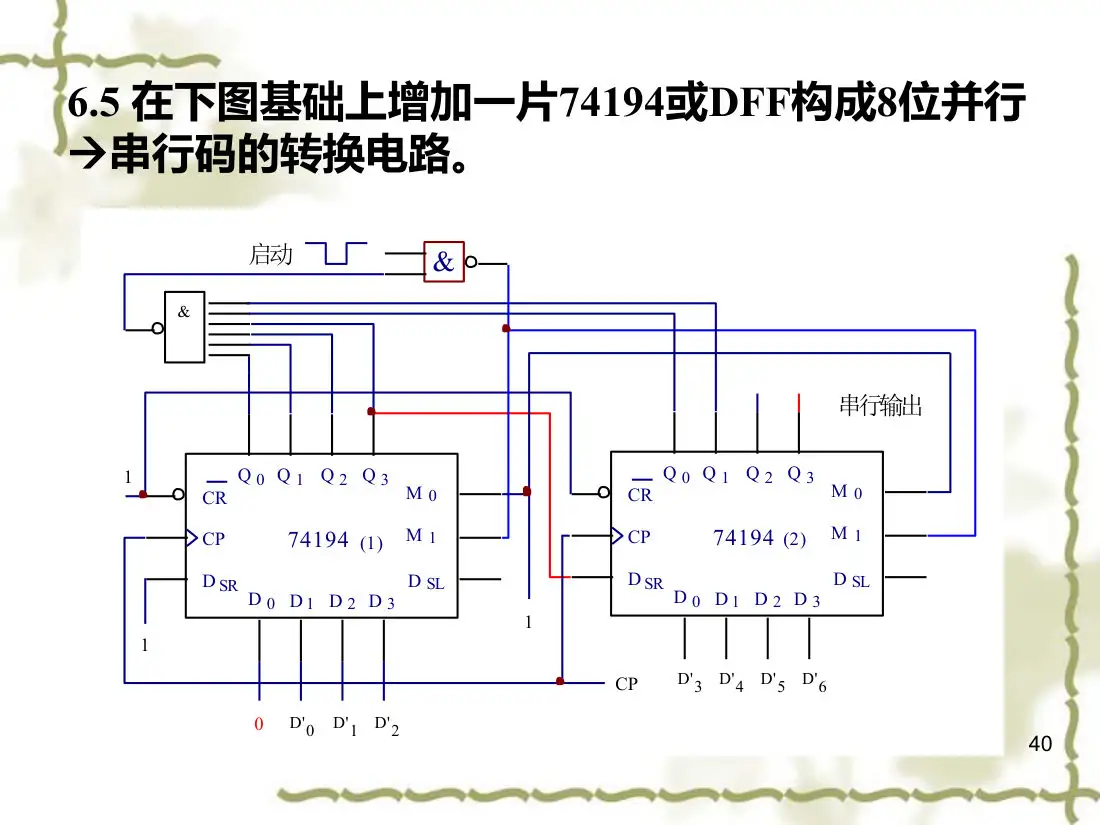 6.5 在下图基础上增加一片74194或DFF构成8位并行
→串行码的转换电路。
启动
&
&
串行输出
1
Q0 Q1 Q2 Q3
CR
M0
CP
74194 (1)
M1
DSR
DSL
D0 D1 D2 D3
Q0 Q1 Q2 Q3
CR
M0
CP
74194 (2)
M1
DSR
DSL
D0 D1 D2 D3
1
1
CP
D'3 D'4 D'5 D'6
0 D'0 D'1 D'2
40